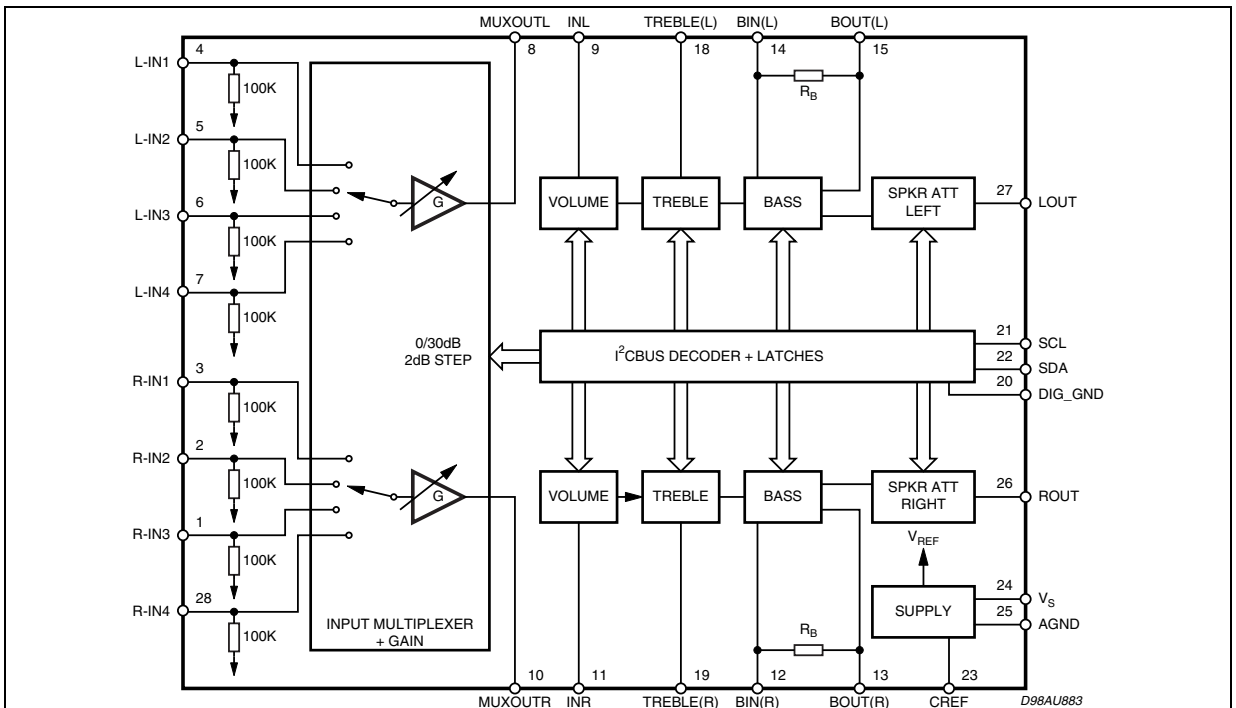 MUXOUTL INL TREBLE(L) BIN(L) BOUT(L)
4 8 9 18 14 15
L-IN1
100K
R_B
5
L-IN2
100K
VOLUME TREBLE BASS SPKR ATT LEFT 27 LOUT
G
6
L-IN3
100K
7
L-IN4
100K
0/30dB
2dB STEP
I²CBUS DECODER + LATCHES
21 SCL
22 SDA
20 DIG_GND
3
R-IN1
100K
2
R-IN2
100K
G
VOLUME TREBLE BASS SPKR ATT RIGHT 26 ROUT
1
R-IN3
100K
V_REF
28
R-IN4
100K
INPUT MULTIPLEXER
+ GAIN
SUPPLY
24 V_S
25 AGND
R_B
10 11 19 12 13 23
MUXOUTR INR TREBLE(R) BIN(R) BOUT(R) CREF D98AU883